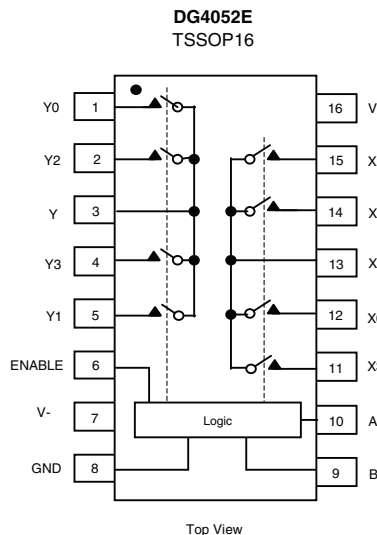 DG4052E
TSSOP16
Y0 1 16 V
Y2 2 15 X
Y 3 14 X
Y3 4 13 X
Y1 5 12 X
ENABLE 6 11 X
V- 7 Logic 10 A
GND 8 9 B
Top View